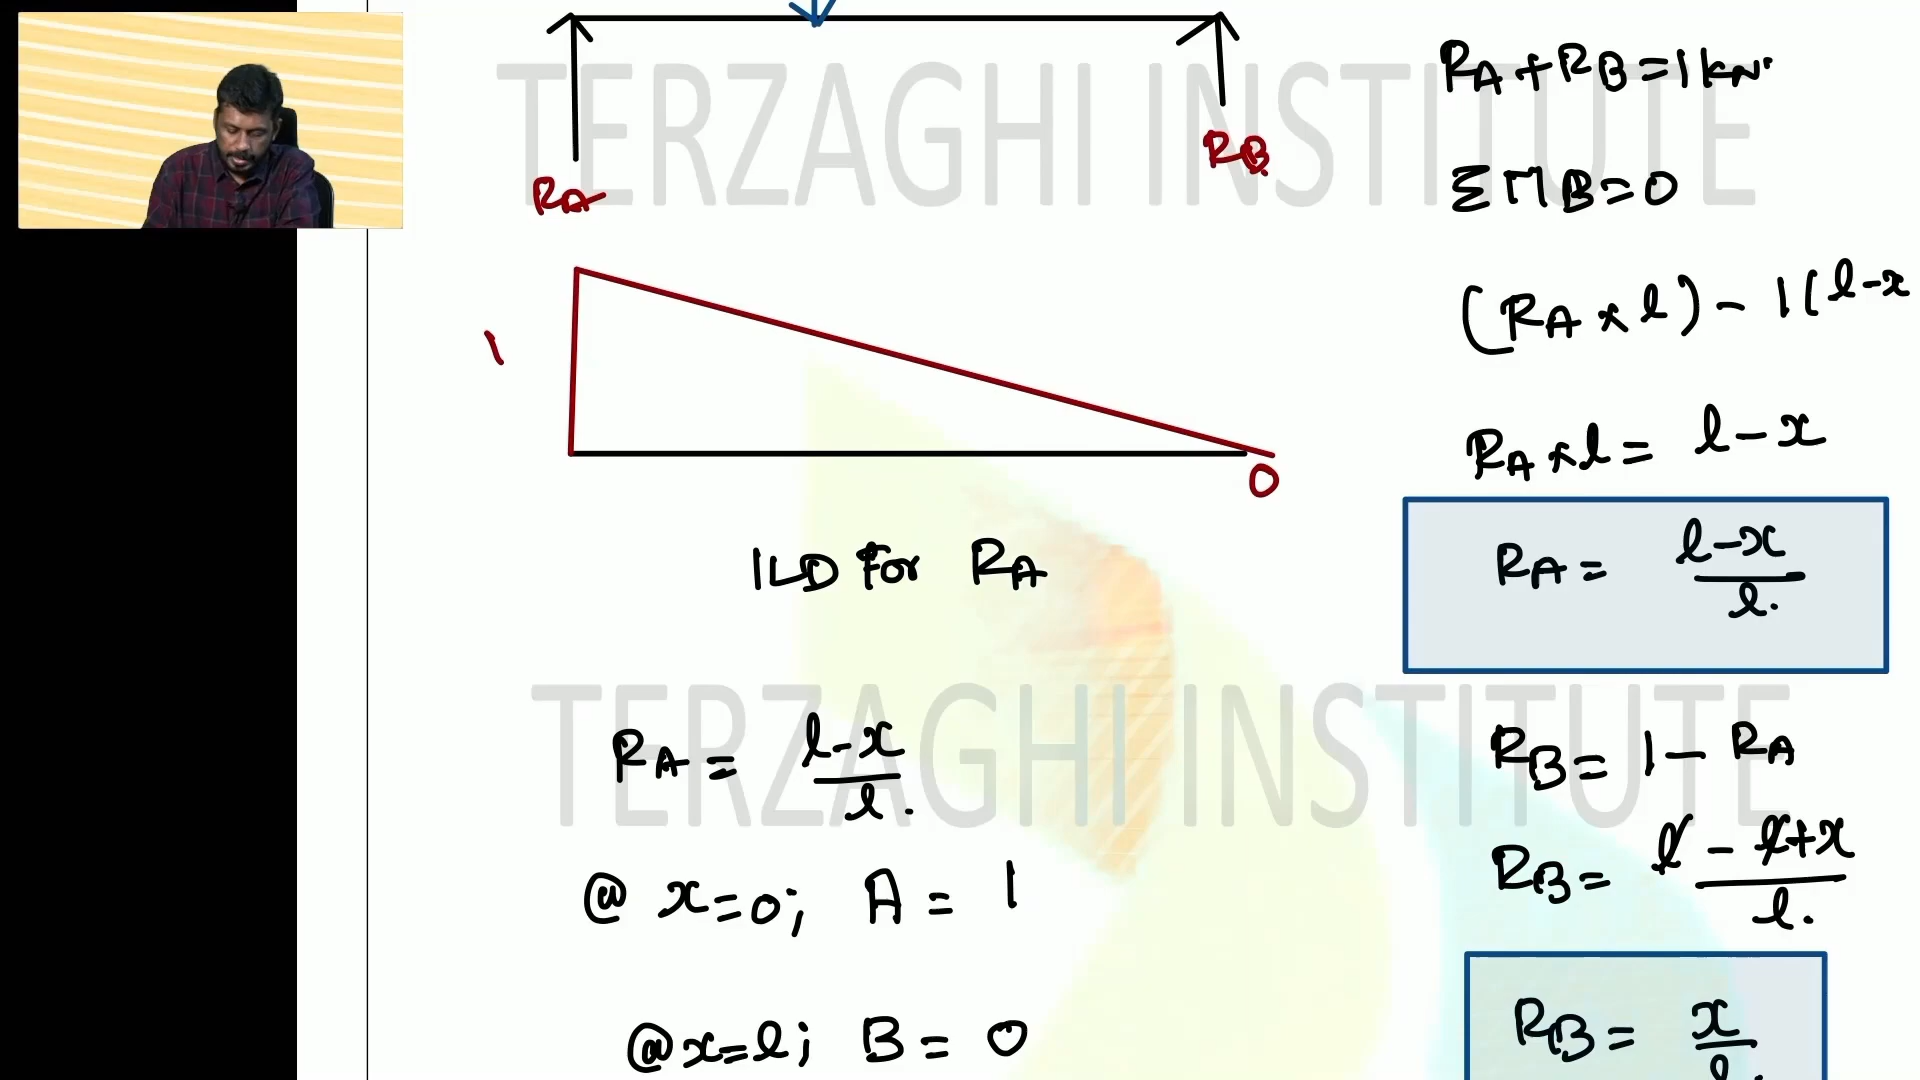 TERZAGHI INSTITUTE
RA
RB
1
0
ILD For RA
RA = l-x / l.
@ x=0; A = 1
@x=l; B = 0
RA+RB=1kN
ΣMB=0
(RA×l) - 1(l-x
RA×l= l-x
RA= l-x / l.
TERZAGHI INSTITUTE
RB= 1- RA
RB= l - l+x / l.
RB= x / l.